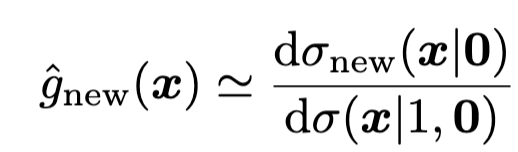 ĝ_new(𝒙) ≃ dσ_new(𝒙|𝟎) / dσ(𝒙|1, 𝟎)